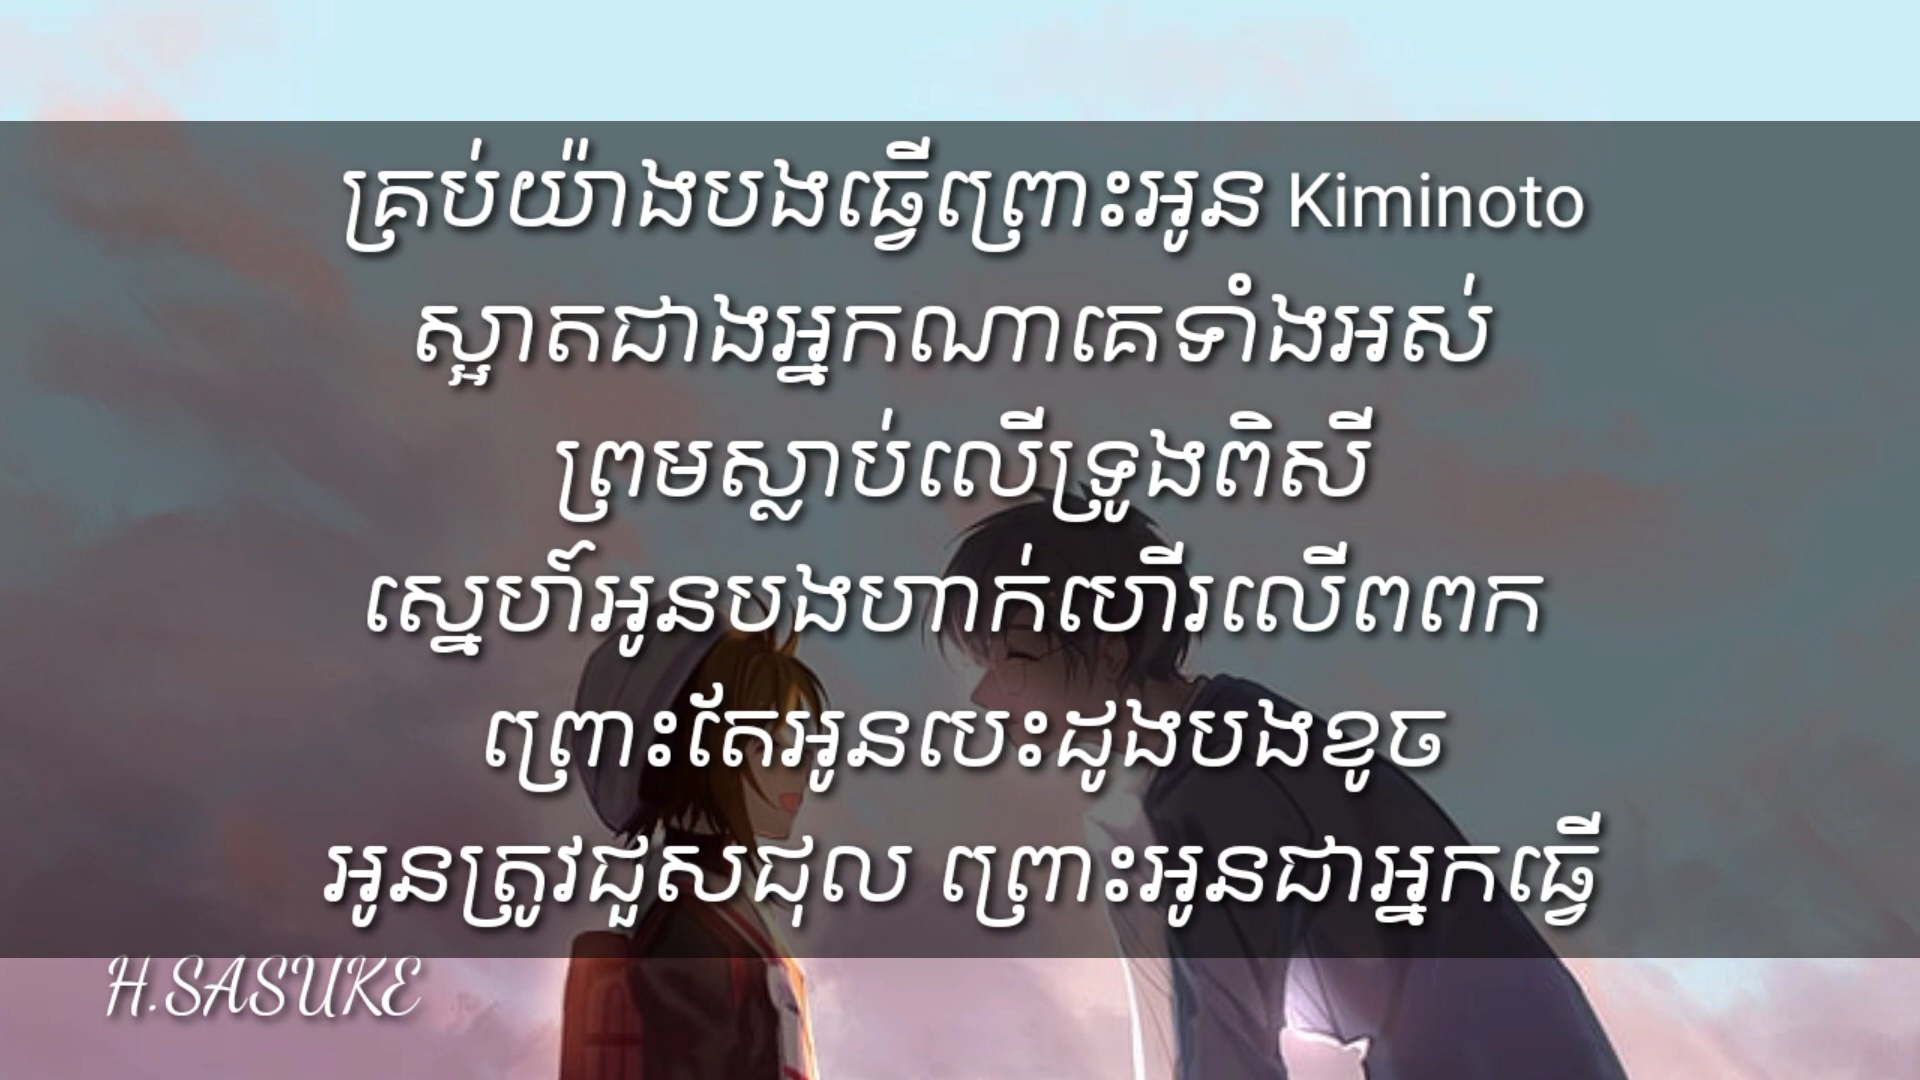 គ្រប់យ៉ាងបងធ្វើព្រោះអូន Kiminoto
ស្អាតជាងអ្នកណាគេទាំងអស់
ព្រមស្លាប់លើទ្រូងពិសី
ស្នេហ៍អូនបងហាក់ហើរលើពពក
ព្រោះតែអូនបេះដូងបងខូច
អូនត្រូវជួសជុល ព្រោះអូនជាអ្នកធ្វើ
H.SASUKE